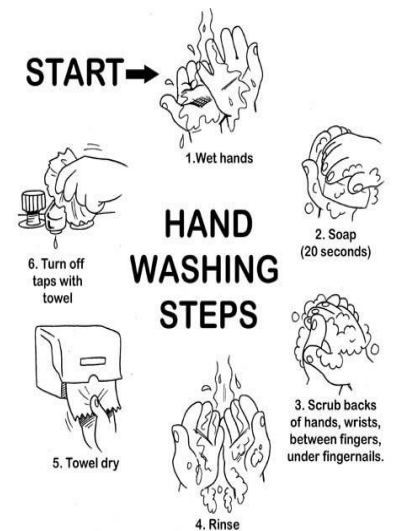 START
1.Wet hands
2. Soap
(20 seconds)
HAND
WASHING
STEPS
3. Scrub backs
of hands, wrists,
between fingers,
under fingernails.
4. Rinse
5. Towel dry
6. Turn off
taps with
towel